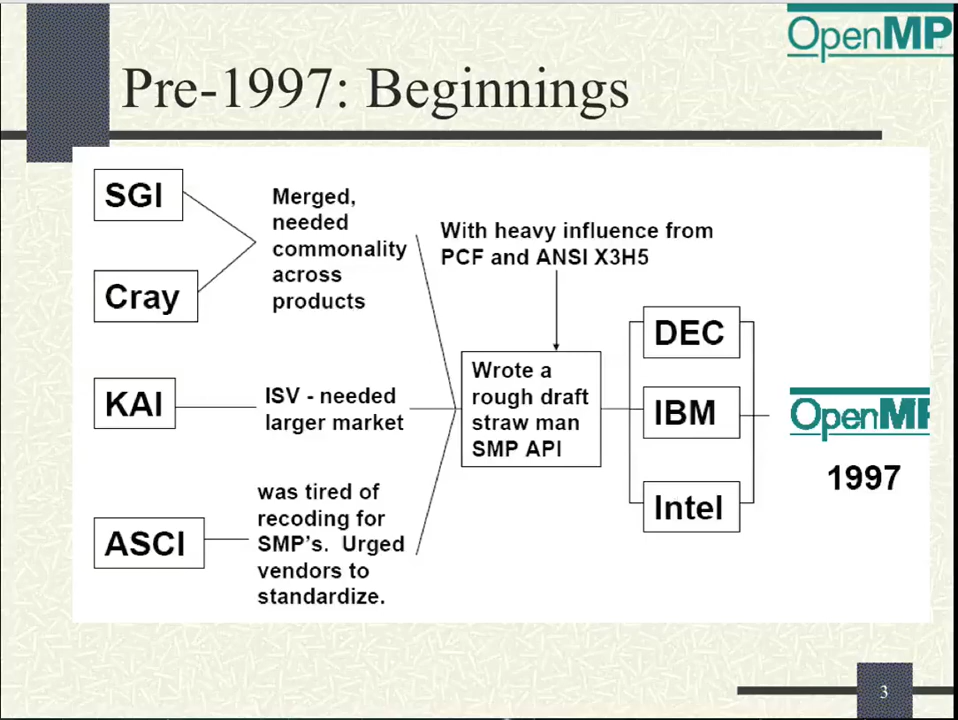 OpenMP
Pre-1997: Beginnings
SGI
Cray
Merged,
needed
commonality
across
products
KAI
ISV - needed
larger market
ASCI
was tired of
recoding for
SMP's. Urged
vendors to
standardize.
With heavy influence from
PCF and ANSI X3H5
Wrote a
rough draft
straw man
SMP API
DEC
IBM
Intel
OpenMP
1997
3